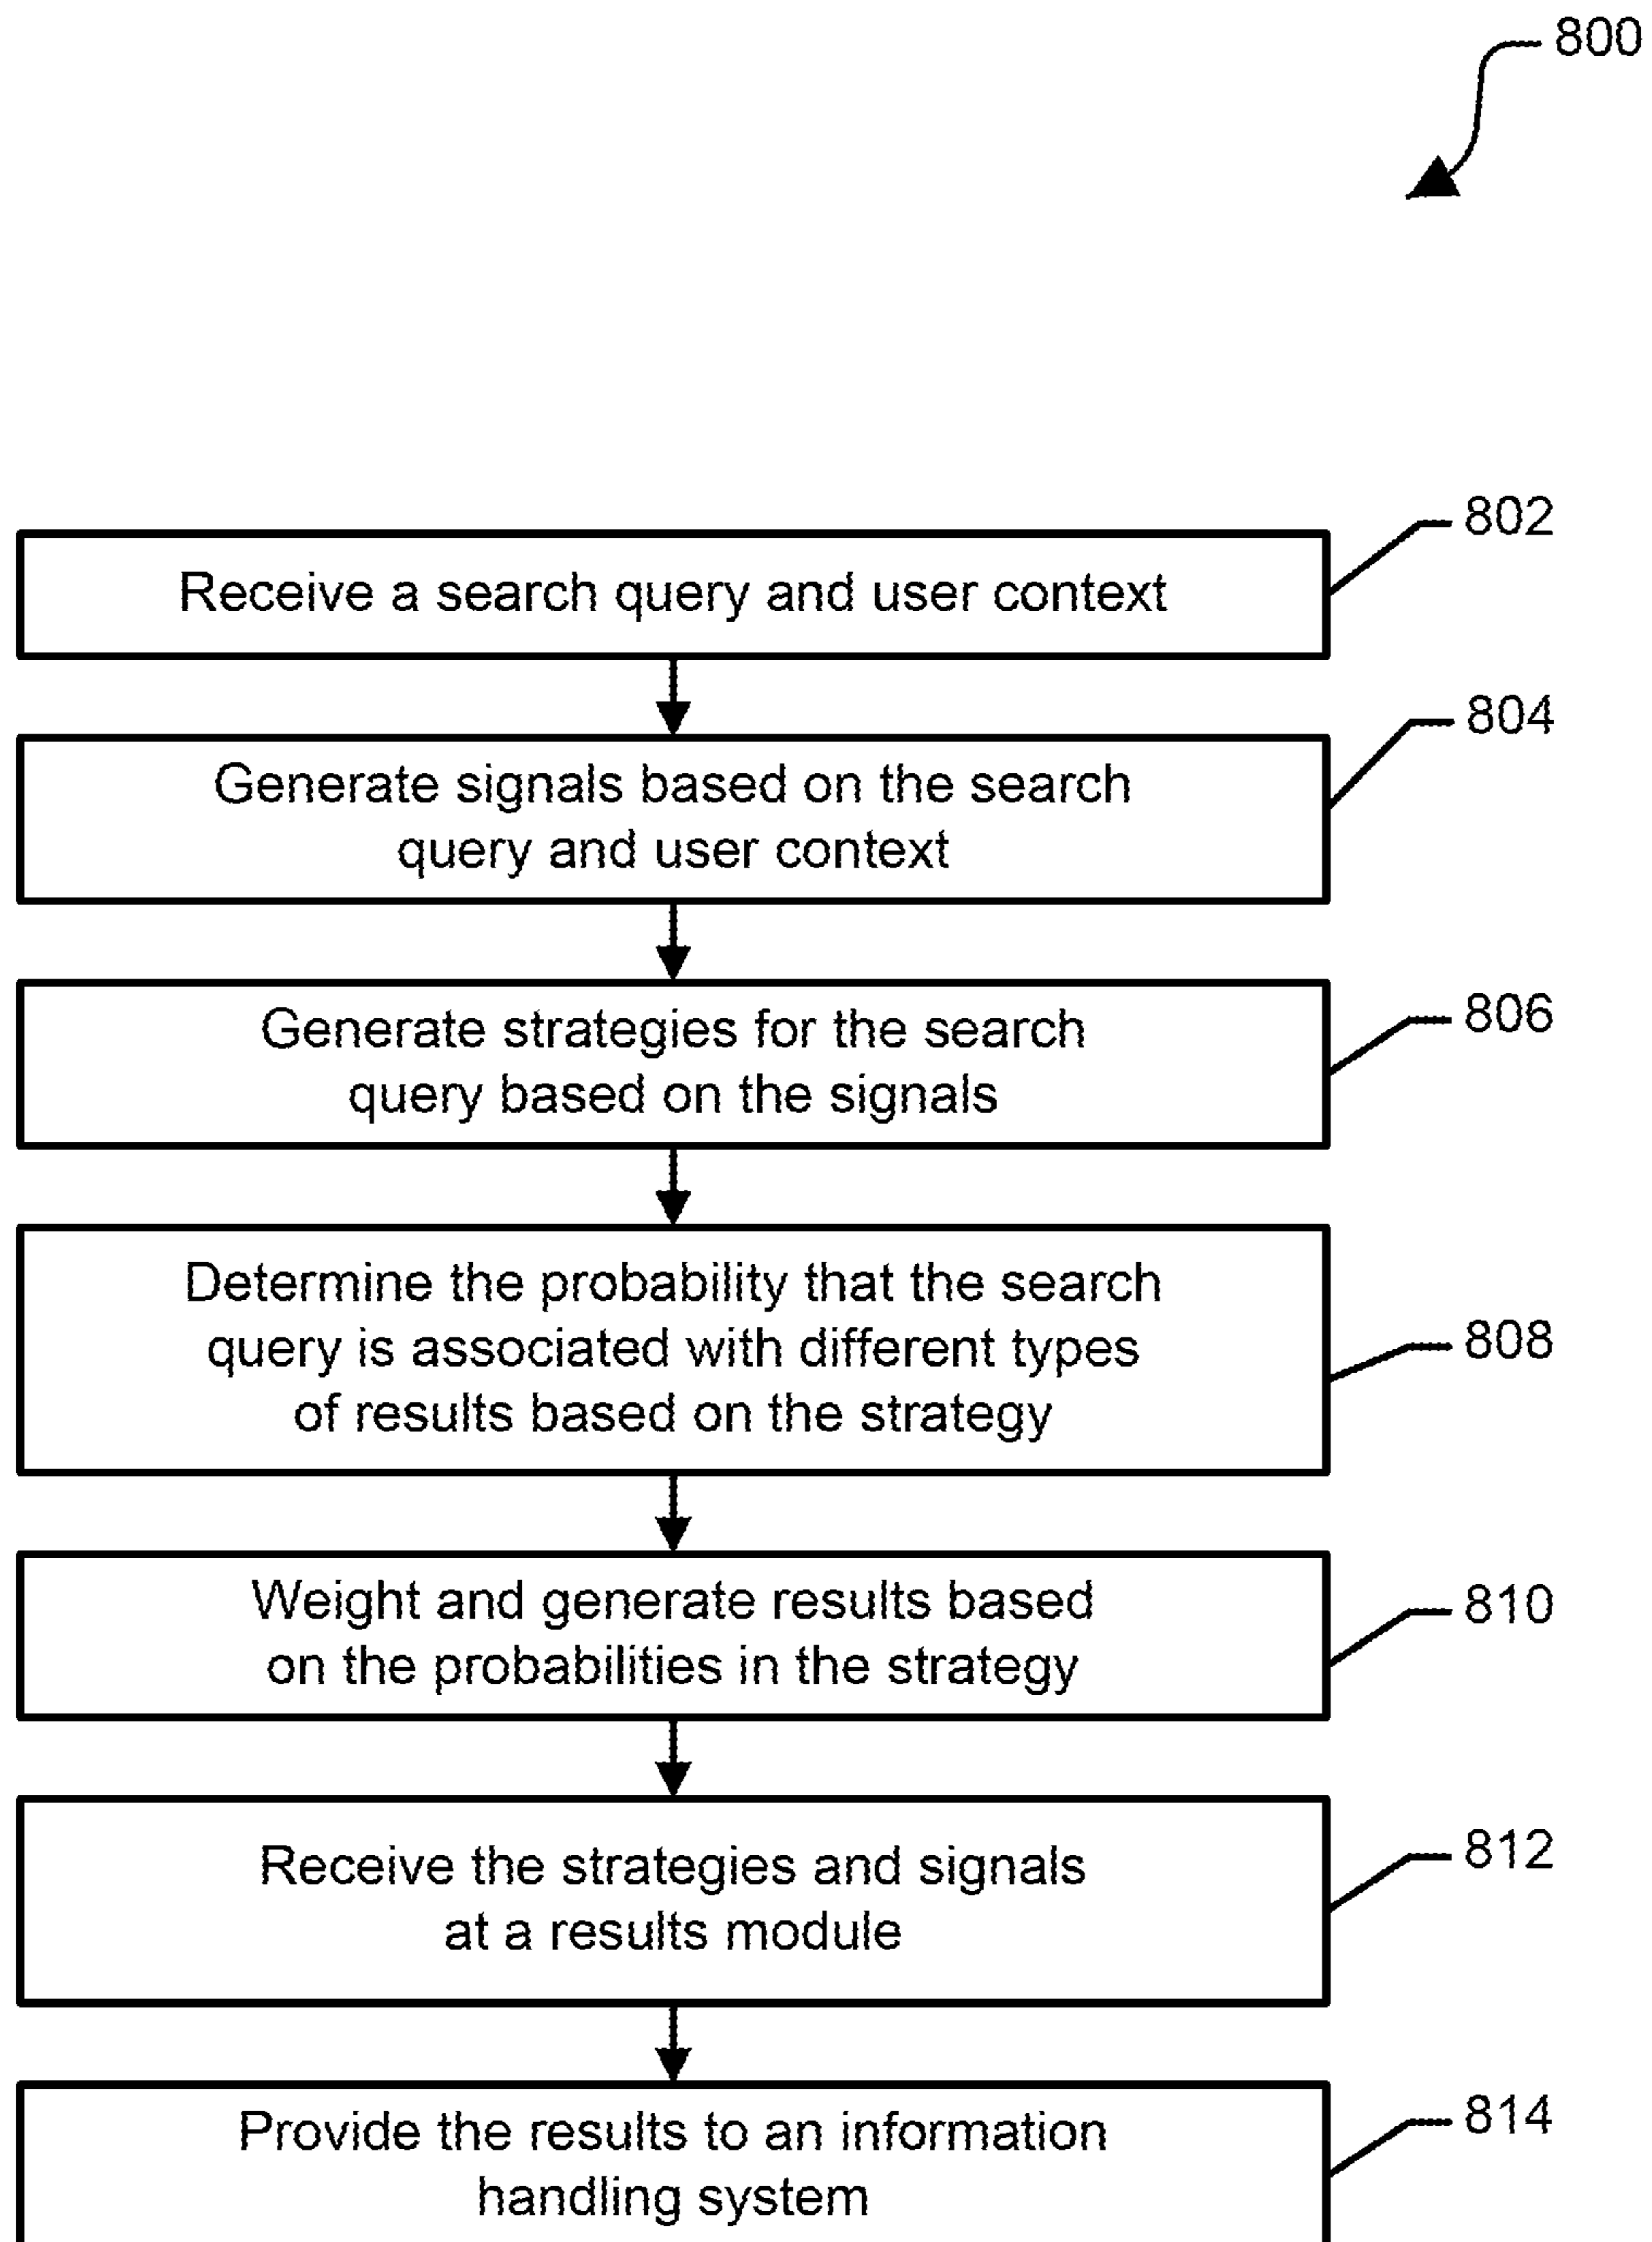 800
802
Receive a search query and user context
804
Generate signals based on the search
query and user context
806
Generate strategies for the search
query based on the signals
808
Determine the probability that the search
query is associated with different types
of results based on the strategy
810
Weight and generate results based
on the probabilities in the strategy
812
Receive the strategies and signals
at a results module
814
Provide the results to an information
handling system